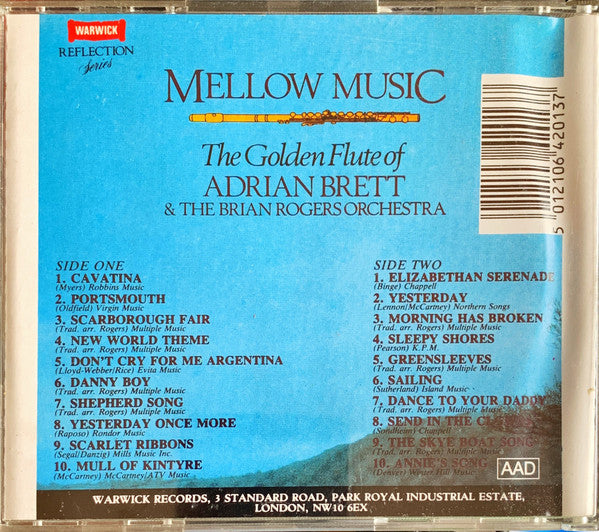 WARWICK
REFLECTION
Series
MELLOW MUSIC
The Golden Flute of
ADRIAN BRETT
& THE BRIAN ROGERS ORCHESTRA
5 012106 420137
SIDE ONE
1. CAVATINA
(Myers) Robbins Music
2. PORTSMOUTH
(Oldfield) Virgin Music
3. SCARBOROUGH FAIR
(Trad. arr. Rogers) Multiple Music
4. NEW WORLD THEME
(Trad. arr. Rogers) Multiple Music
5. DON'T CRY FOR ME ARGENTINA
(Lloyd-Webber/Rice) Evita Music
6. DANNY BOY
(Trad. arr. Rogers) Multiple Music
7. SHEPHERD SONG
(Trad. arr. Rogers) Multiple Music
8. YESTERDAY ONCE MORE
(Raposo) Rondor Music
9. SCARLET RIBBONS
(Segal/Danzig) Mills Music Inc.
10. MULL OF KINTYRE
(McCartney) McCartney/ATV Music
SIDE TWO
1. ELIZABETHAN SERENADE
(Binge) Chappell
2. YESTERDAY
(Lennon/McCartney) Northern Songs
3. MORNING HAS BROKEN
(Trad. arr. Rogers) Multiple Music
4. SLEEPY SHORES
(Pearson) K.P.M.
5. GREENSLEEVES
(Trad. arr. Rogers) Multiple Music
6. SAILING
(Sutherland) Island Music
7. DANCE TO YOUR DADDY
(Trad. arr. Rogers) Multiple Music
8. SEND IN THE CLOWNS
(Sondheim) Chappell
9. THE SKYE BOAT SONG
(Trad. arr. Rogers) Multiple Music
10. ANNIE'S SONG
(Denver) Winter Hill Music
AAD
WARWICK RECORDS, 3 STANDARD ROAD, PARK ROYAL INDUSTRIAL ESTATE,
LONDON, NW10 6EX